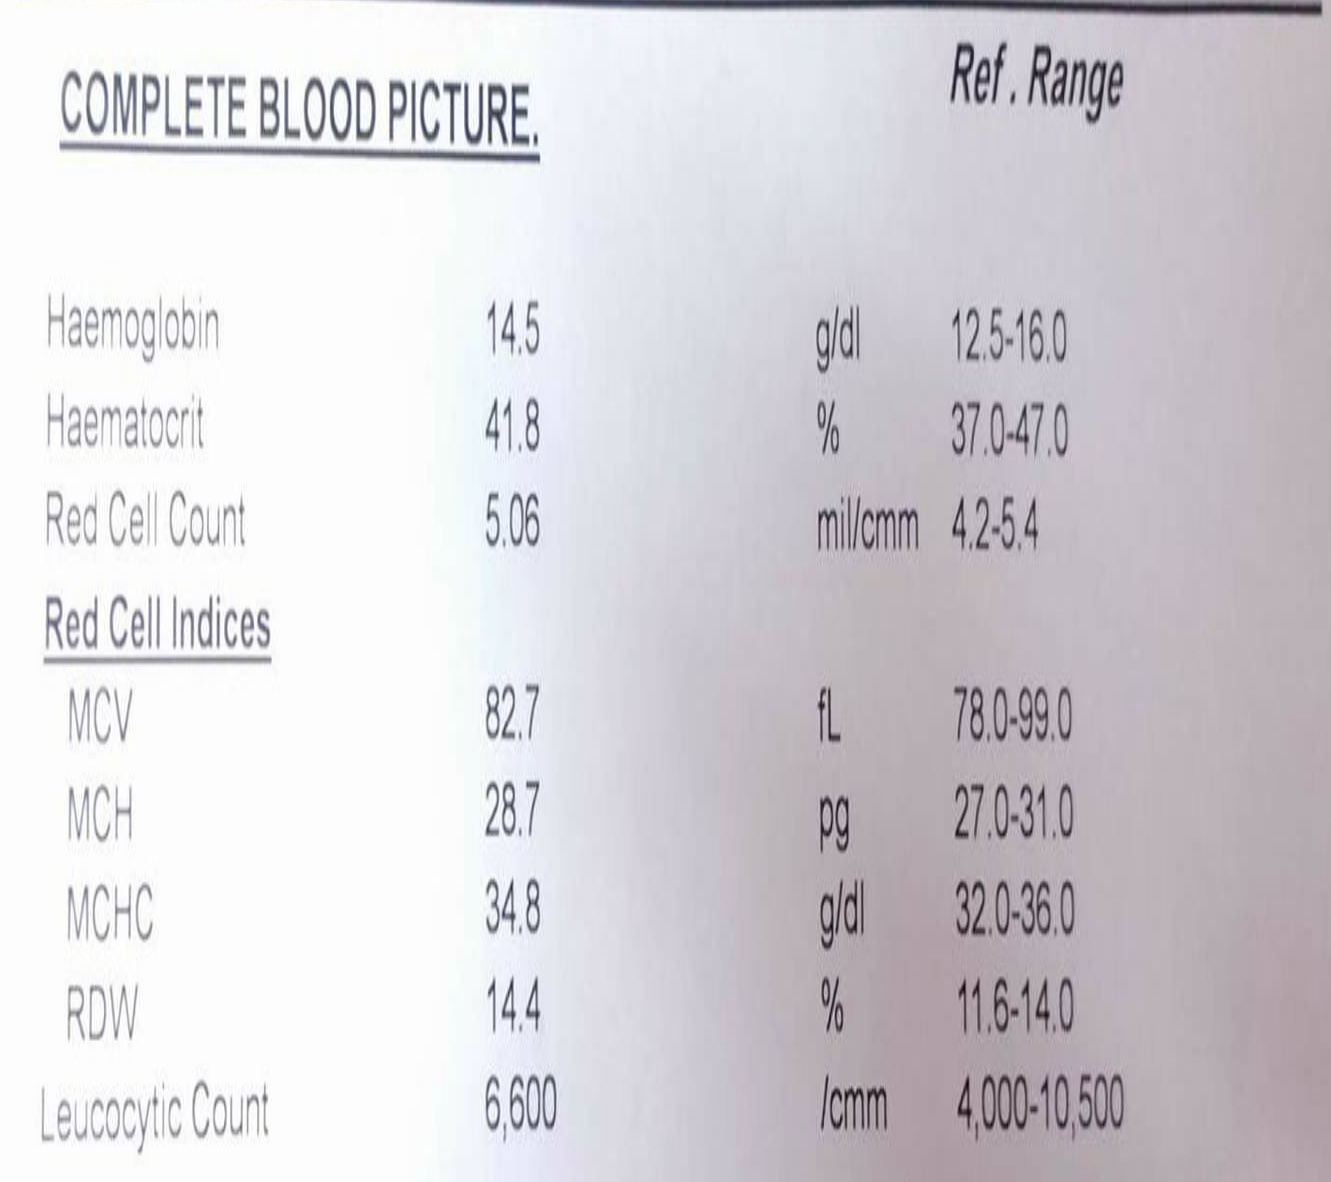 Ref . Range
COMPLETE BLOOD PICTURE.
Haemoglobin 14.5 g/dl 12.5-16.0
Haematocrit 41.8 % 37.0-47.0
Red Cell Count 5.06 mil/cmm 4.2-5.4
Red Cell Indices
MCV 82.7 fL 78.0-99.0
MCH 28.7 pg 27.0-31.0
MCHC 34.8 g/dl 32.0-36.0
RDW 14.4 % 11.6-14.0
Leucocytic Count 6,600 /cmm 4,000-10,500